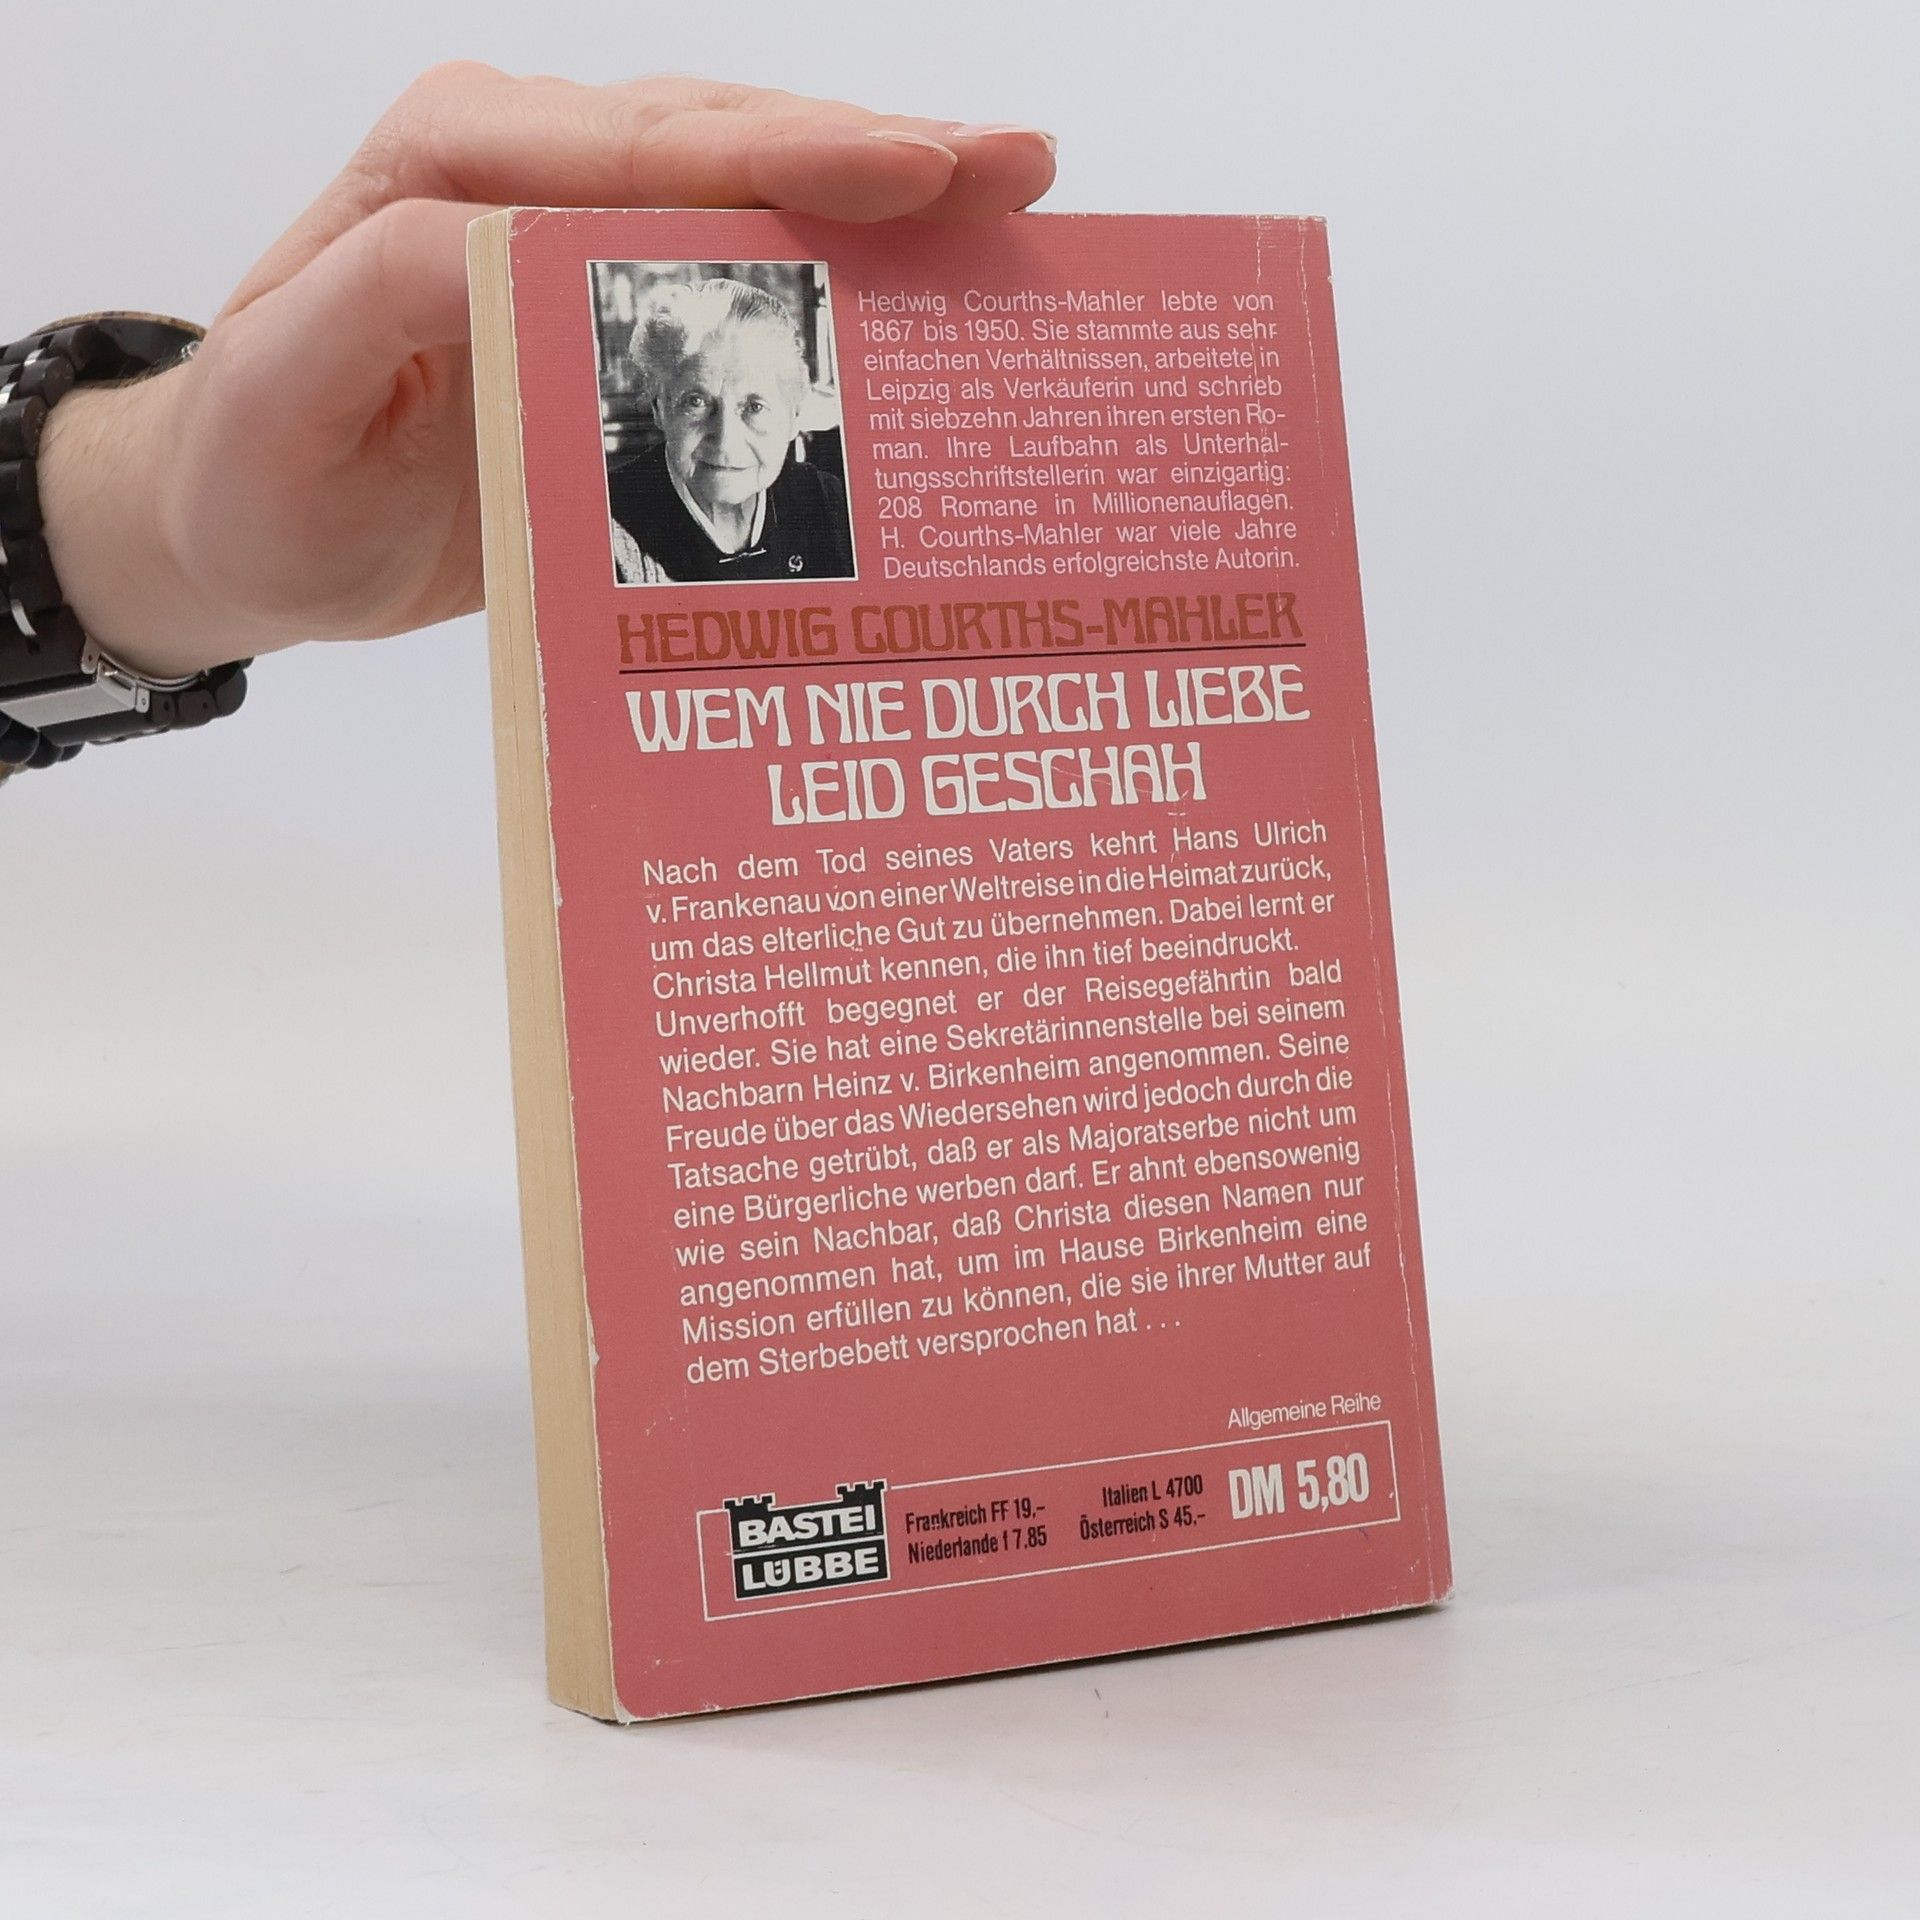 Hedwig Courths-Mahler lebte von
1867 bis 1950. Sie stammte aus sehr
einfachen Verhältnissen, arbeitete in
Leipzig als Verkäuferin und schrieb
mit siebzehn Jahren ihren ersten Ro-
man. Ihre Laufbahn als Unterhal-
tungsschriftstellerin war einzigartig:
208 Romane in Millionenauflagen.
H. Courths-Mahler war viele Jahre
Deutschlands erfolgreichste Autorin.
HEDWIG COURTHS-MAHLER
WEM NIE DURCH LIEBE
LEID GESCHAH
Nach dem Tod seines Vaters kehrt Hans Ulrich
v. Frankenau von einer Weltreise in die Heimat zurück,
um das elterliche Gut zu übernehmen. Dabei lernt er
Christa Hellmut kennen, die ihn tief beeindruckt.
Unverhofft begegnet er der Reisegefährtin bald
wieder. Sie hat eine Sekretärinnenstelle bei seinem
Nachbarn Heinz v. Birkenheim angenommen. Seine
Freude über das Wiedersehen wird jedoch durch die
Tatsache getrübt, daß er als Majoratserbe nicht um
eine Bürgerliche werben darf. Er ahnt ebensowenig
wie sein Nachbar, daß Christa diesen Namen nur
angenommen hat, um im Hause Birkenheim eine
Mission erfüllen zu können, die sie ihrer Mutter auf
dem Sterbebett versprochen hat . . .
Allgemeine Reihe
BASTEI
LÜBBE
Frankreich FF 19,-
Niederlande f 7,85
Italien L 4700
Österreich S 45,-
DM 5,80